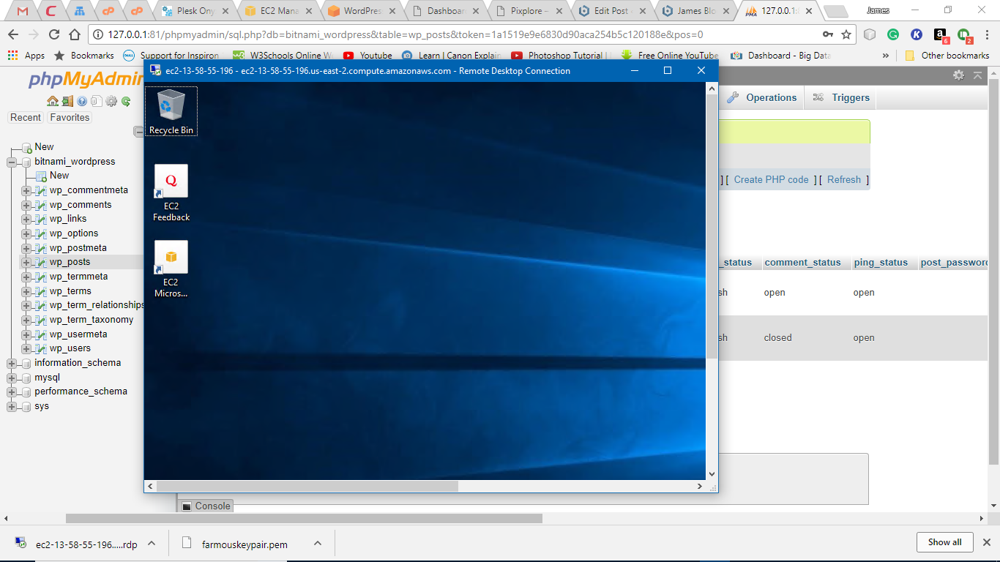 Plesk Ony
EC2 Mana
WordPres
Dashboar
Pixplore –
Edit Post
James Blo
127.0.0.1:
James
127.0.0.1:81/phpmyadmin/sql.php?db=bitnami_wordpress&table=wp_posts&token=1a1519e9e6830d90aca254b5c120188e&pos=0
6
2
Apps
Bookmarks
Support for Inspiron
W3Schools Online W
Youtube
Learn | Canon Explain
Photoshop Tutorial |
Free Online YouTube
Dashboard - Big Data
»
Other bookmarks
phpMyAdmin
ec2-13-58-55-196 - ec2-13-58-55-196.us-east-2.compute.amazonaws.com - Remote Desktop Connection
Operations
Triggers
Recent
Favorites
Recycle Bin
New
bitnami_wordpress
New
wp_commentmeta
wp_comments
wp_links
wp_options
wp_postmeta
wp_posts
wp_termmeta
wp_terms
wp_term_relationships
wp_term_taxonomy
wp_usermeta
wp_users
information_schema
mysql
performance_schema
sys
Q
EC2
Feedback
EC2
Micros...
] [ Create PHP code ] [ Refresh ]
_status
comment_status
ping_status
post_password
sh
open
open
sh
closed
open
Console
ec2-13-58-55-196.....rdp
farmouskeypair.pem
Show all